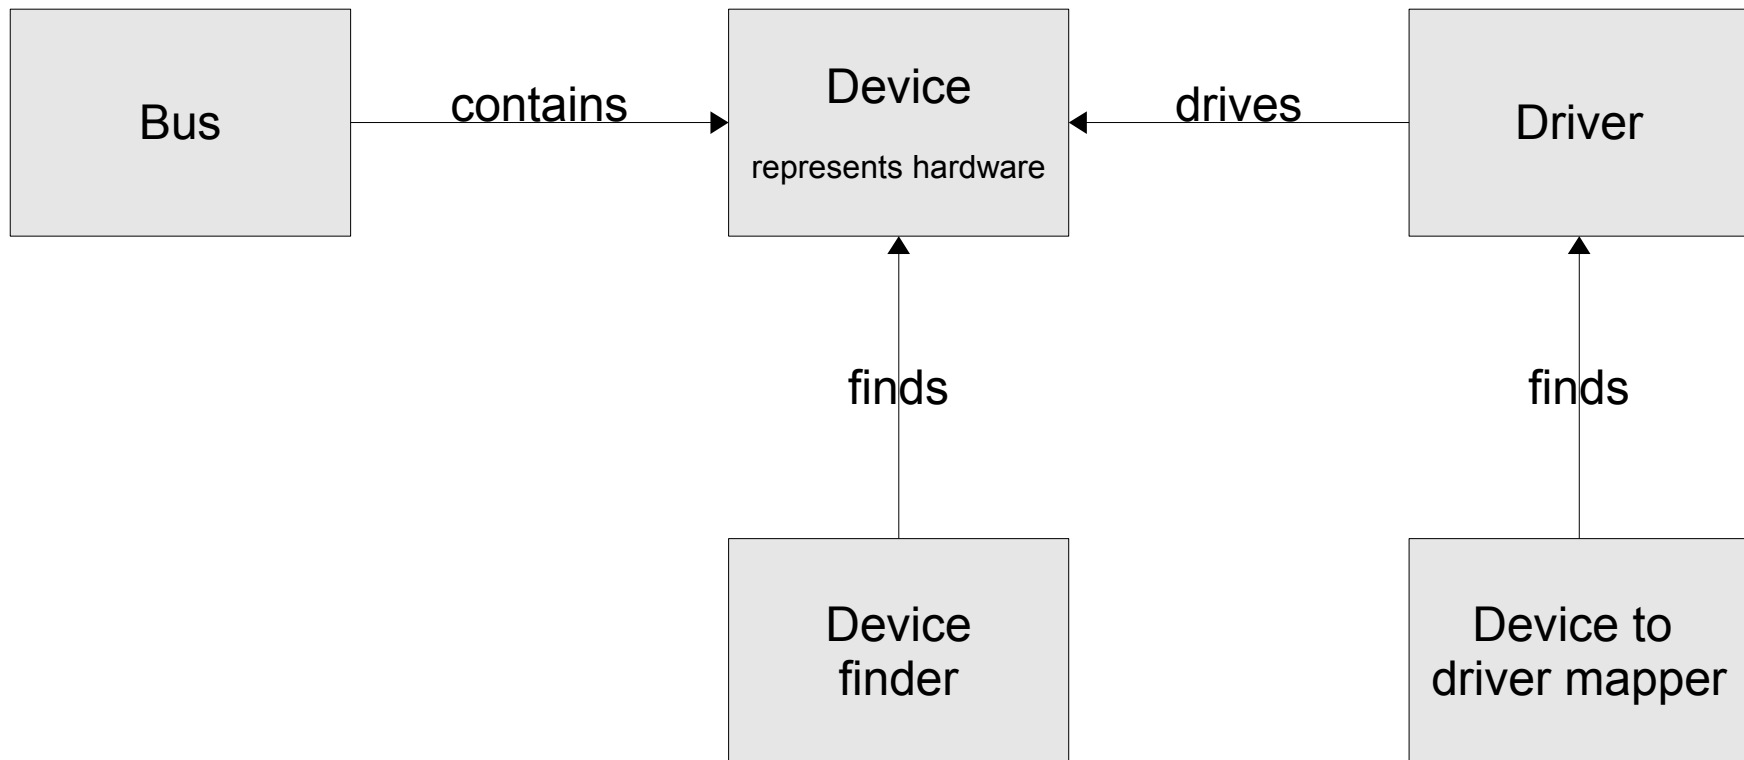 Bus
contains
Device
represents hardware
drives
Driver
finds
finds
Device
finder
Device to
driver mapper